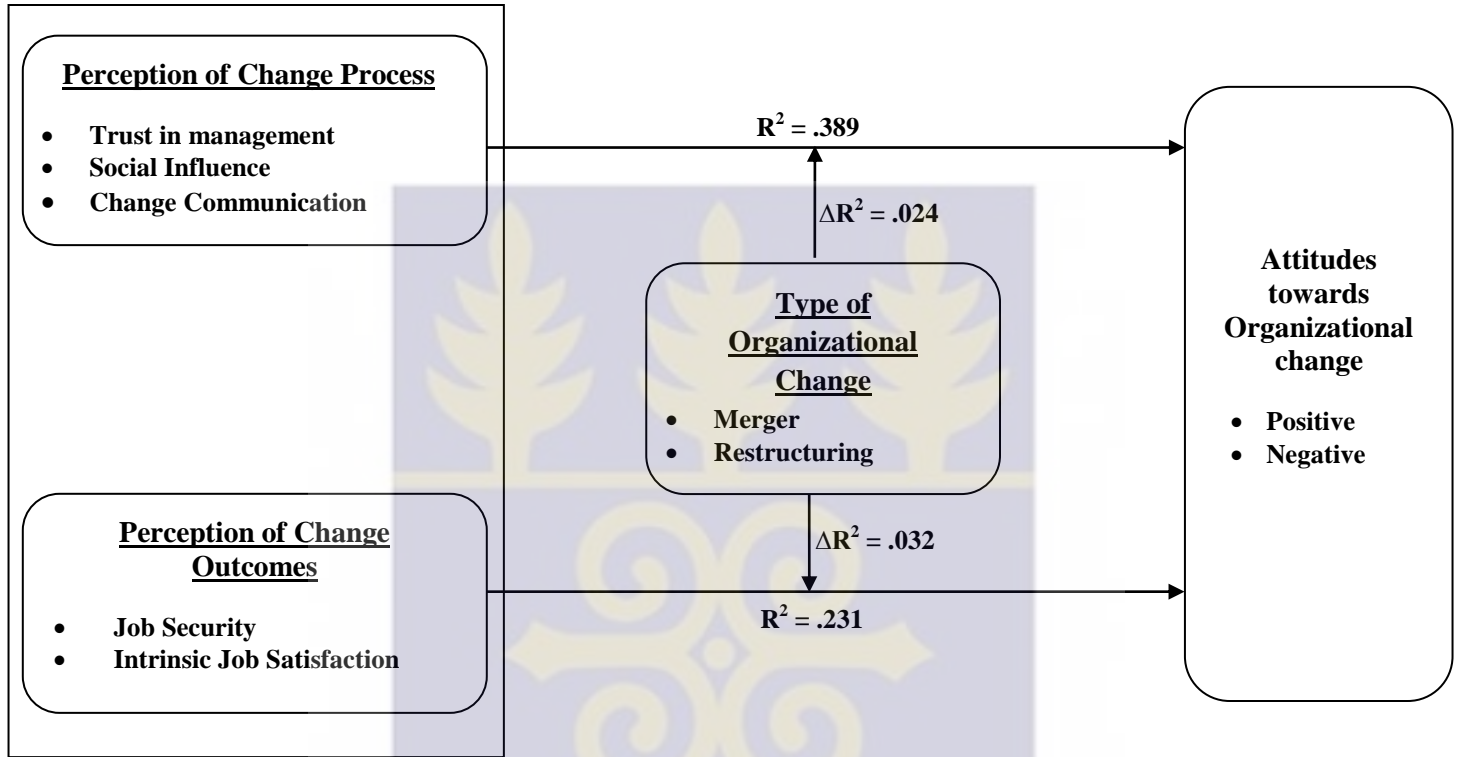 Perception of Change Process
• Trust in management
• Social Influence
• Change Communication
R² = .389
ΔR² = .024
Type of
Organizational
Change
• Merger
• Restructuring
ΔR² = .032
R² = .231
Perception of Change
Outcomes
• Job Security
• Intrinsic Job Satisfaction
Attitudes
towards
Organizational
change
• Positive
• Negative